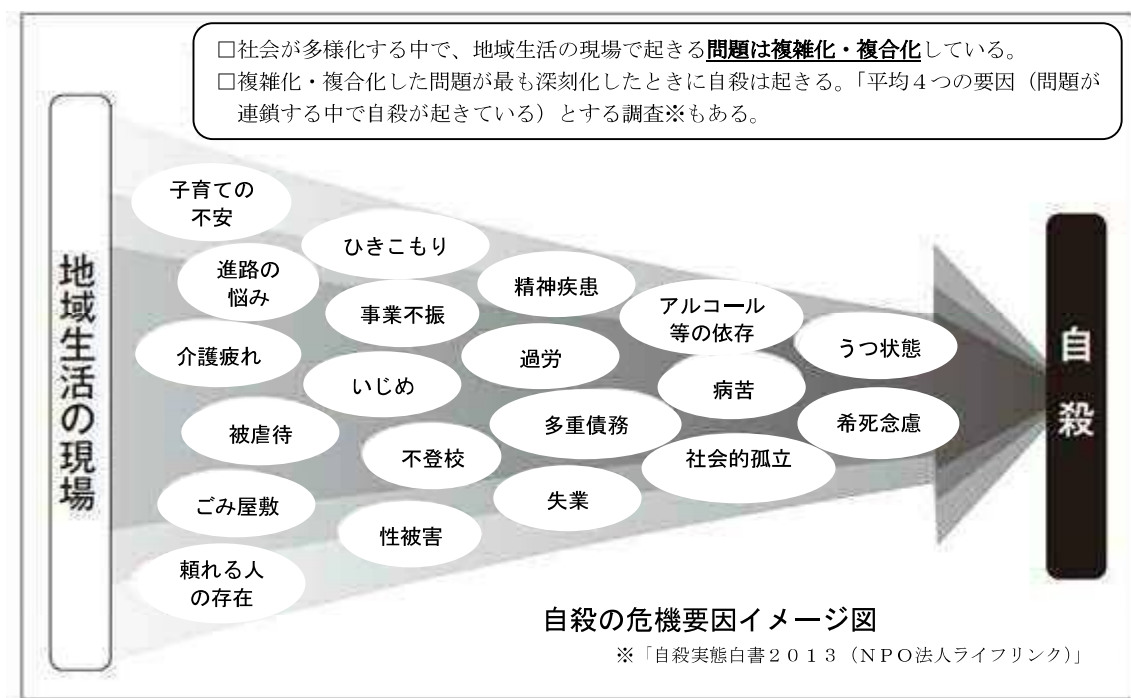 □社会が多様化する中で、地域生活の現場で起きる問題は複雑化・複合化している。
□複雑化・複合化した問題が最も深刻化したときに自殺は起きる。「平均４つの要因（問題が
連鎖する中で自殺が起きている）とする調査※もある。
地域生活の現場
子育ての
不安
進路の
悩み
介護疲れ
被虐待
ごみ屋敷
頼れる人
の存在
ひきこもり
事業不振
いじめ
不登校
性被害
精神疾患
過労
多重債務
失業
アルコール
等の依存
病苦
社会的孤立
うつ状態
希死念慮
自殺
自殺の危機要因イメージ図
※「自殺実態白書２０１３（ＮＰＯ法人ライフリンク）」